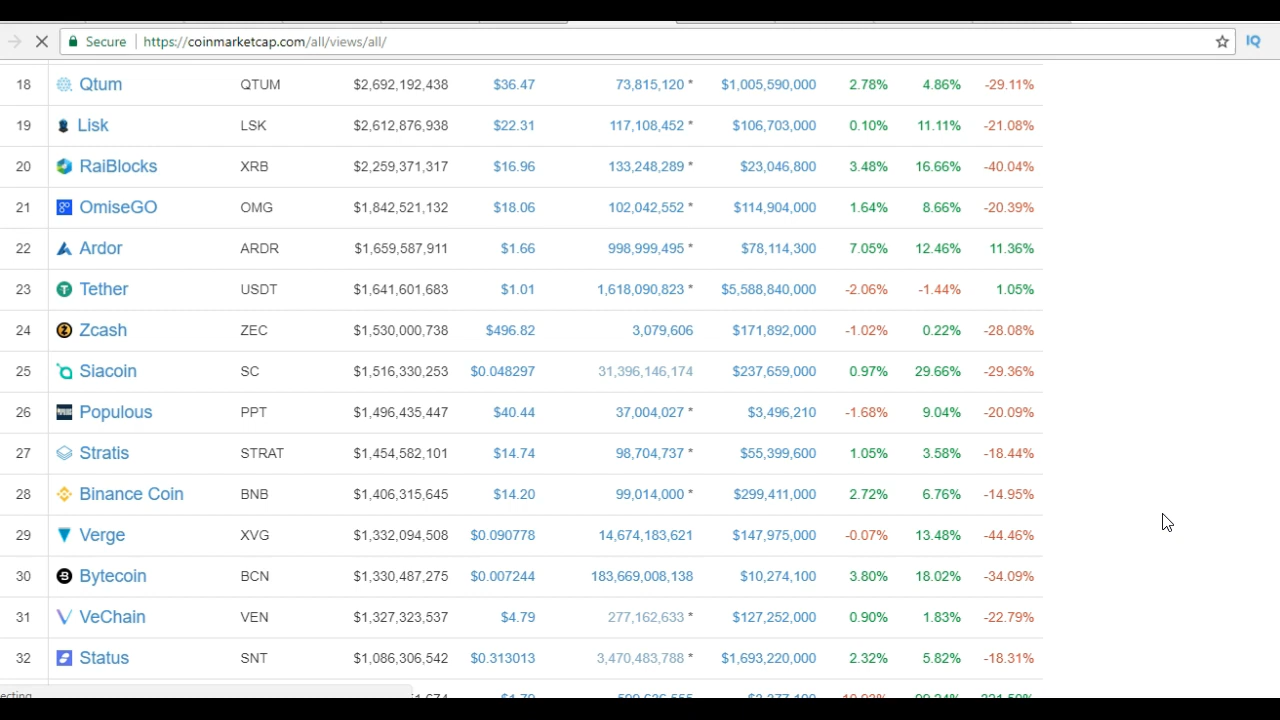 Secure https://coinmarketcap.com/all/views/all/ IQ
18 Qtum QTUM $2,692,192,438 $36.47 73,815,120 * $1,005,590,000 2.78% 4.86% -29.11%
19 Lisk LSK $2,612,876,938 $22.31 117,108,452 * $106,703,000 0.10% 11.11% -21.08%
20 RaiBlocks XRB $2,259,371,317 $16.96 133,248,289 * $23,046,800 3.48% 16.66% -40.04%
21 OmiseGO OMG $1,842,521,132 $18.06 102,042,552 * $114,904,000 1.64% 8.66% -20.39%
22 Ardor ARDR $1,659,587,911 $1.66 998,999,495 * $78,114,300 7.05% 12.46% 11.36%
23 Tether USDT $1,641,601,683 $1.01 1,618,090,823 * $5,588,840,000 -2.06% -1.44% 1.05%
24 Zcash ZEC $1,530,000,738 $496.82 3,079,606 $171,892,000 -1.02% 0.22% -28.08%
25 Siacoin SC $1,516,330,253 $0.048297 31,396,146,174 $237,659,000 0.97% 29.66% -29.36%
26 Populous PPT $1,496,435,447 $40.44 37,004,027 * $3,496,210 -1.68% 9.04% -20.09%
27 Stratis STRAT $1,454,582,101 $14.74 98,704,737 * $55,399,600 1.05% 3.58% -18.44%
28 Binance Coin BNB $1,406,315,645 $14.20 99,014,000 * $299,411,000 2.72% 6.76% -14.95%
29 Verge XVG $1,332,094,508 $0.090778 14,674,183,621 $147,975,000 -0.07% 13.48% -44.46%
30 Bytecoin BCN $1,330,487,275 $0.007244 183,669,008,138 $10,274,100 3.80% 18.02% -34.09%
31 VeChain VEN $1,327,323,537 $4.79 277,162,633 * $127,252,000 0.90% 1.83% -22.79%
32 Status SNT $1,086,306,542 $0.313013 3,470,483,788 * $1,693,220,000 2.32% 5.82% -18.31%